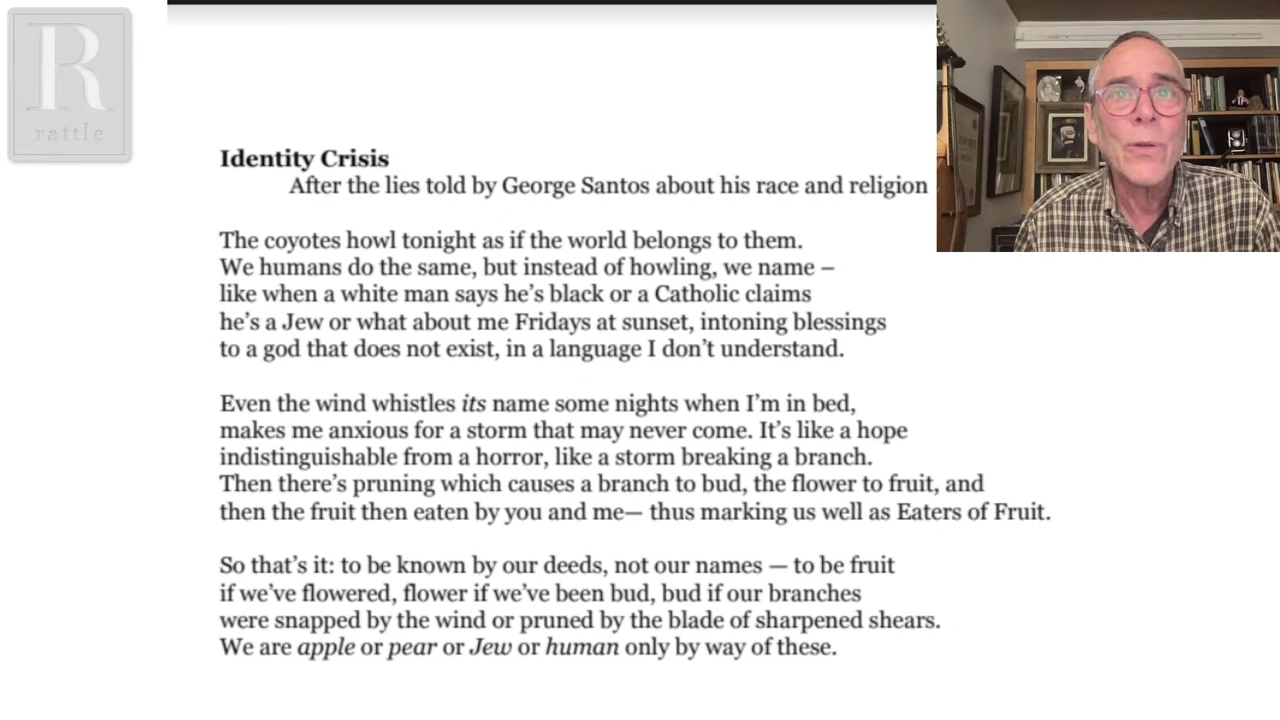 R
rattle
Identity Crisis
After the lies told by George Santos about his race and religion
The coyotes howl tonight as if the world belongs to them.
We humans do the same, but instead of howling, we name –
like when a white man says he's black or a Catholic claims
he's a Jew or what about me Fridays at sunset, intoning blessings
to a god that does not exist, in a language I don't understand.
Even the wind whistles its name some nights when I'm in bed,
makes me anxious for a storm that may never come. It's like a hope
indistinguishable from a horror, like a storm breaking a branch.
Then there's pruning which causes a branch to bud, the flower to fruit, and
then the fruit then eaten by you and me— thus marking us well as Eaters of Fruit.
So that's it: to be known by our deeds, not our names — to be fruit
if we've flowered, flower if we've been bud, bud if our branches
were snapped by the wind or pruned by the blade of sharpened shears.
We are apple or pear or Jew or human only by way of these.